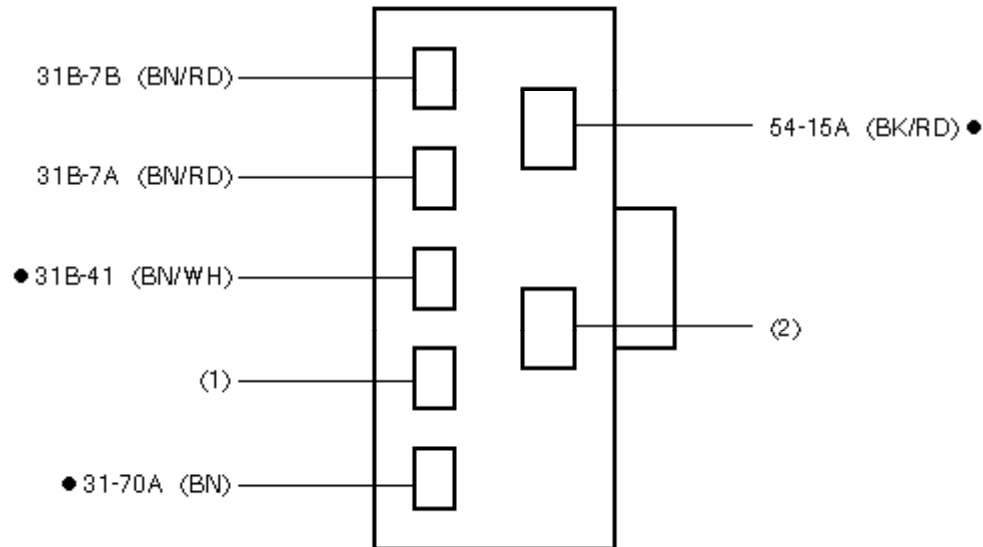 31B-7B (BN/RD)
54-15A (BK/RD) ●
31B-7A (BN/RD)
● 31B-41 (BN/WH)
(2)
(1)
● 31-70A (BN)